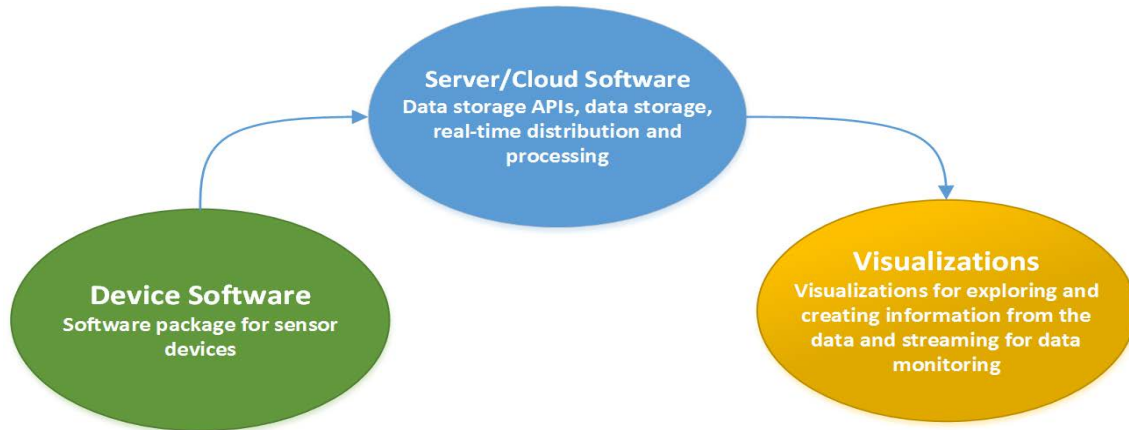 Server/Cloud Software
Data storage APIs, data storage,
real-time distribution and
processing
Device Software
Software package for sensor
devices
Visualizations
Visualizations for exploring and
creating information from the
data and streaming for data
monitoring